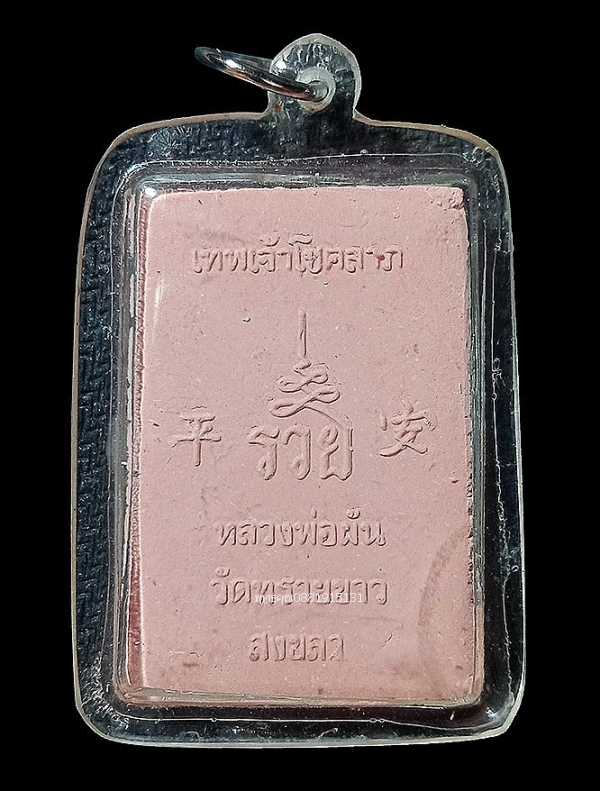 เทพเจ้าโชคลาภ
平 รวย 安
หลวงพ่อผัน
วัดทรายขาว
สงขลา